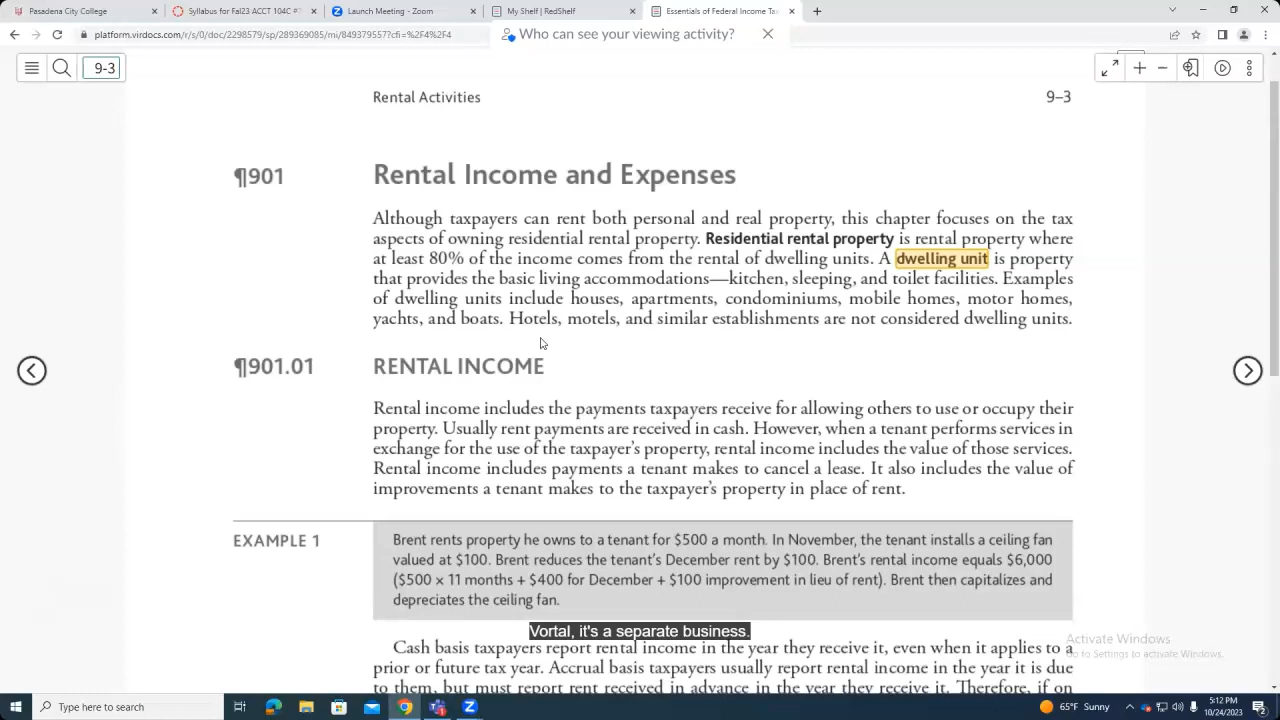 Pasadena City College
Syllabus for Fal23 ACCT 104C #
Launch Meeting - Zoom
My Shelf | RedShelf
Essentials of Federal Income Tax
platform.virdocs.com/r/s/0/doc/2298579/sp/289369085/mi/849379557?cfi=%2F4%2F4
Who can see your viewing activity?
9-3
Rental Activities
9–3
¶901
Rental Income and Expenses
Although taxpayers can rent both personal and real property, this chapter focuses on the tax
aspects of owning residential rental property. Residential rental property is rental property where
at least 80% of the income comes from the rental of dwelling units. A dwelling unit is property
that provides the basic living accommodations—kitchen, sleeping, and toilet facilities. Examples
of dwelling units include houses, apartments, condominiums, mobile homes, motor homes,
yachts, and boats. Hotels, motels, and similar establishments are not considered dwelling units.
¶901.01
RENTAL INCOME
Rental income includes the payments taxpayers receive for allowing others to use or occupy their
property. Usually rent payments are received in cash. However, when a tenant performs services in
exchange for the use of the taxpayer's property, rental income includes the value of those services.
Rental income includes payments a tenant makes to cancel a lease. It also includes the value of
improvements a tenant makes to the taxpayer's property in place of rent.
EXAMPLE 1
Brent rents property he owns to a tenant for $500 a month. In November, the tenant installs a ceiling fan
valued at $100. Brent reduces the tenant's December rent by $100. Brent's rental income equals $6,000
($500 × 11 months + $400 for December + $100 improvement in lieu of rent). Brent then capitalizes and
depreciates the ceiling fan.
Vortal, it's a separate business.
Cash basis taxpayers report rental income in the year they receive it, even when it applies to a
prior or future tax year. Accrual basis taxpayers usually report rental income in the year it is due
to them, but must report rent received in advance in the year they receive it. Therefore, if on
Activate Windows
Go to Settings to activate Windows.
Type here to search
65°F Sunny
5:12 PM
10/24/2023